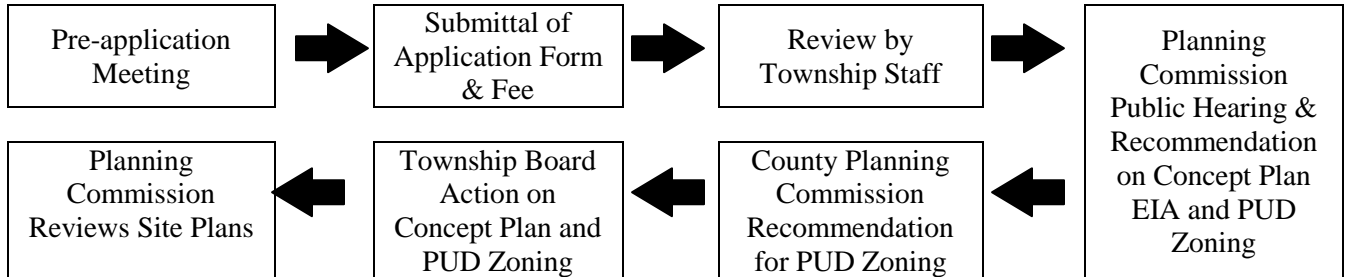 Pre-application
Meeting
Submittal of
Application Form
& Fee
Review by
Township Staff
Planning
Commission
Public Hearing &
Recommendation
on Concept Plan
EIA and PUD
Zoning
County Planning
Commission
Recommendation
for PUD Zoning
Township Board
Action on
Concept Plan and
PUD Zoning
Planning
Commission
Reviews Site Plans